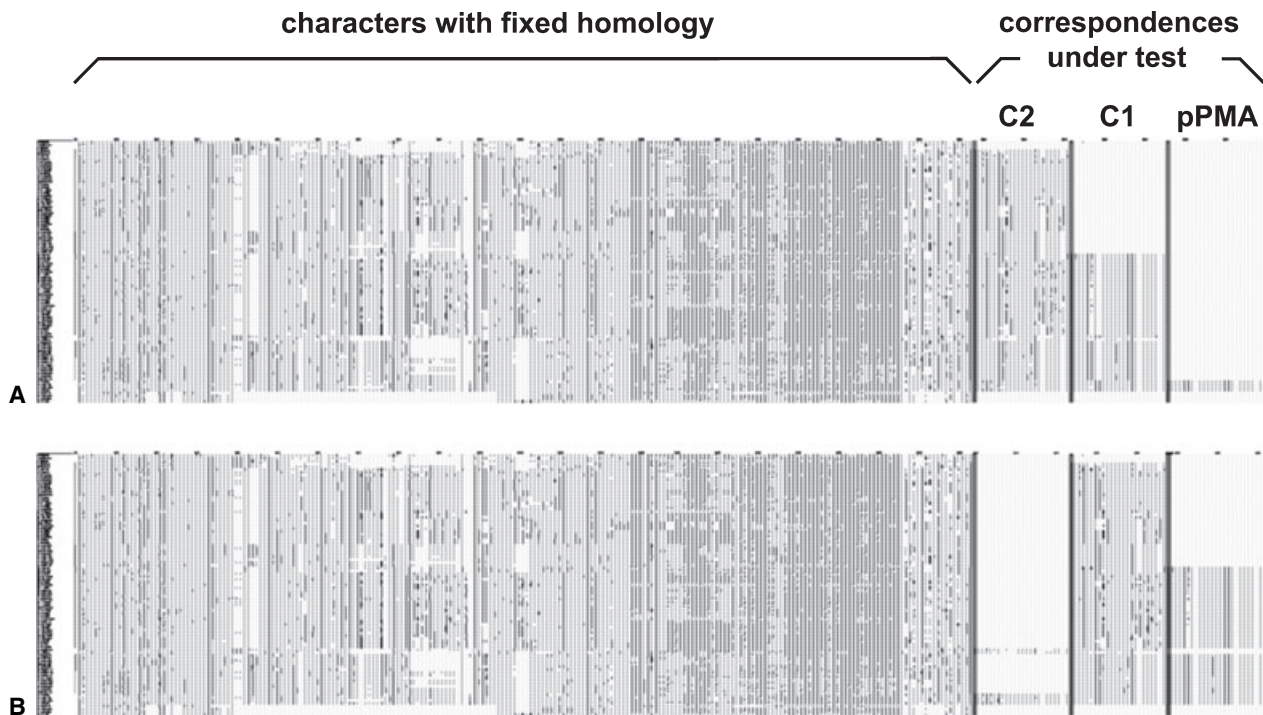 characters with fixed homology
correspondences
under test
C2 C1 pPMA
A
B